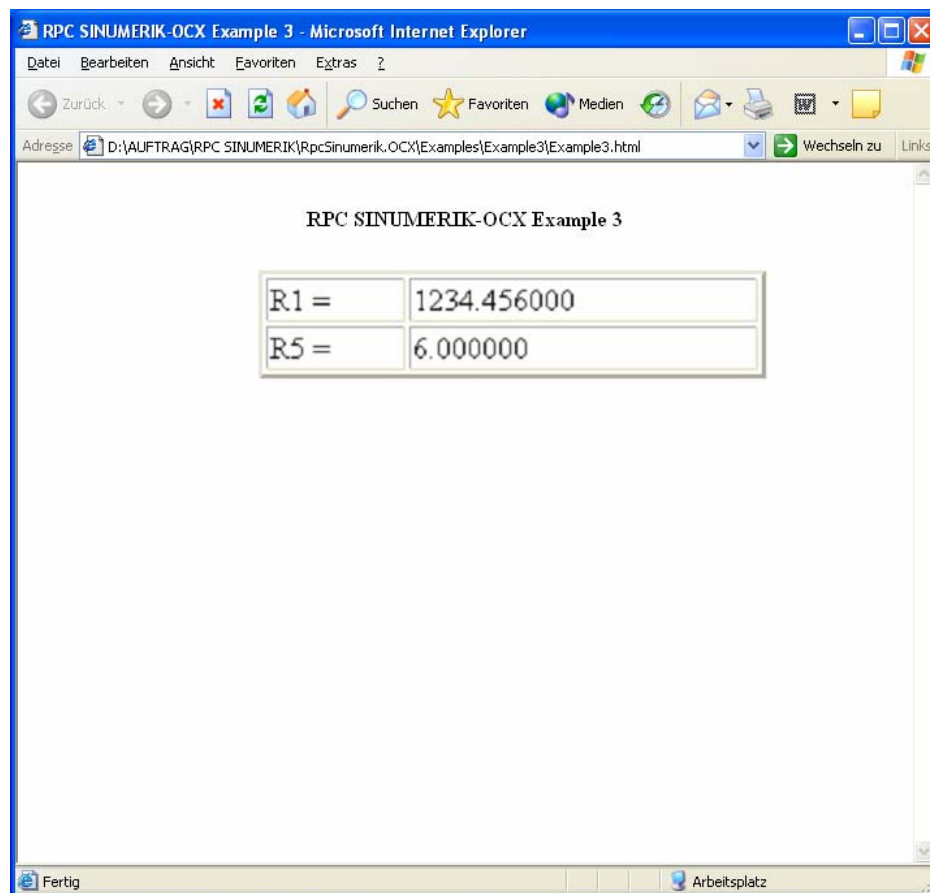 RPC SINUMERIK-OCX Example 3 - Microsoft Internet Explorer
Datei Bearbeiten Ansicht Favoriten Extras ?
Zurück Suchen Favoriten Medien
Adresse D:\AUFTRAG\RPC SINUMERIK\RpcSinumerik.OCX\Examples\Example3\Example3.html Wechseln zu Links
RPC SINUMERIK-OCX Example 3
R1 = 1234.456000
R5 = 6.000000
Fertig Arbeitsplatz